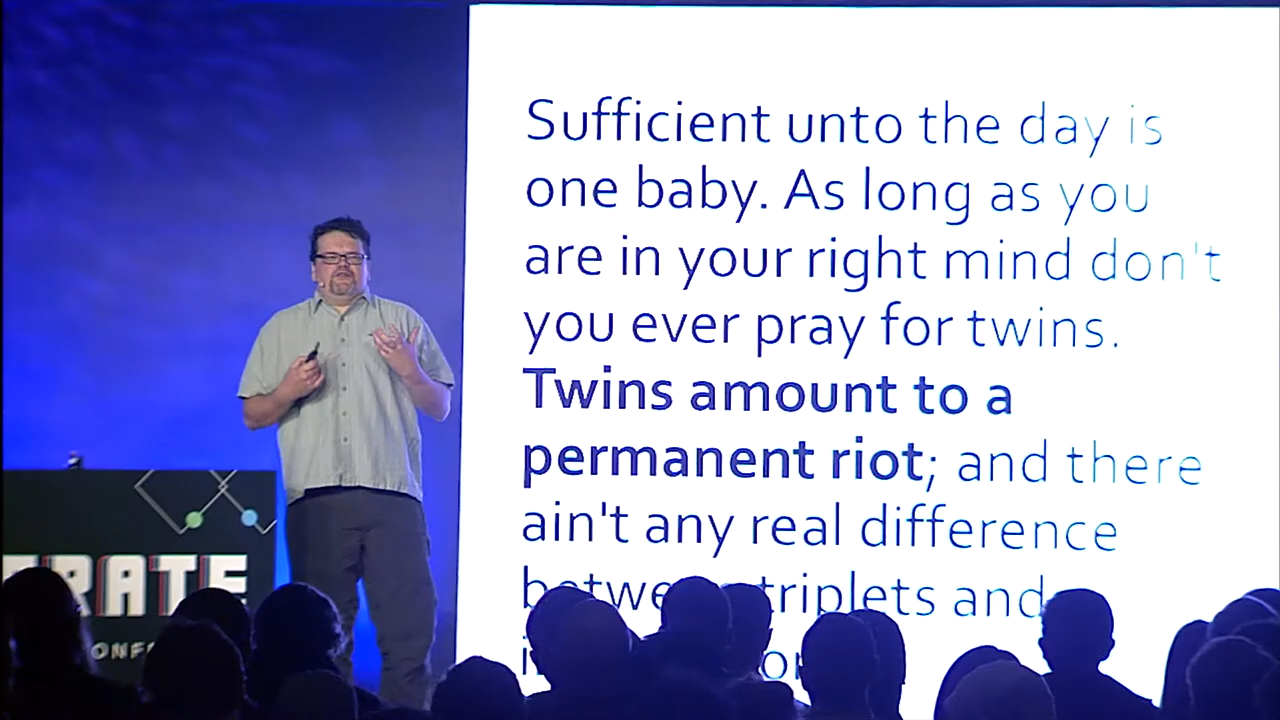 Sufficient unto the day is
one baby. As long as you
are in your right mind don't
you ever pray for twins.
Twins amount to a
permanent riot; and there
ain't any real difference
triplets and